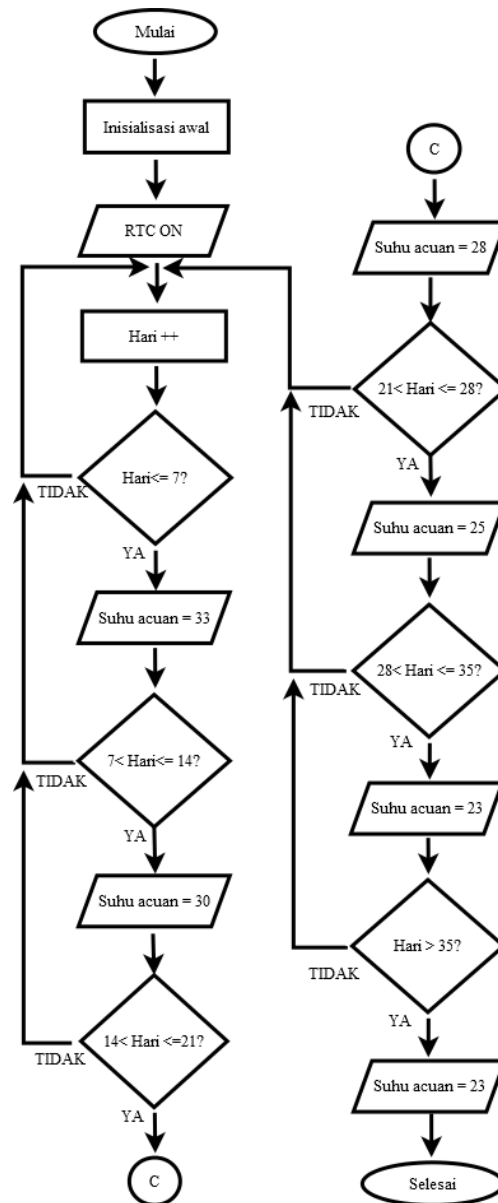 Mulai
Inisialisasi awal
RTC ON
Hari ++
Hari<= 7?
TIDAK
YA
Suhu acuan = 33
7< Hari<= 14?
TIDAK
YA
Suhu acuan = 30
14< Hari <=21?
TIDAK
YA
C
C
Suhu acuan = 28
21< Hari <= 28?
TIDAK
YA
Suhu acuan = 25
28< Hari <= 35?
TIDAK
YA
Suhu acuan = 23
Hari > 35?
TIDAK
YA
Suhu acuan = 23
Selesai